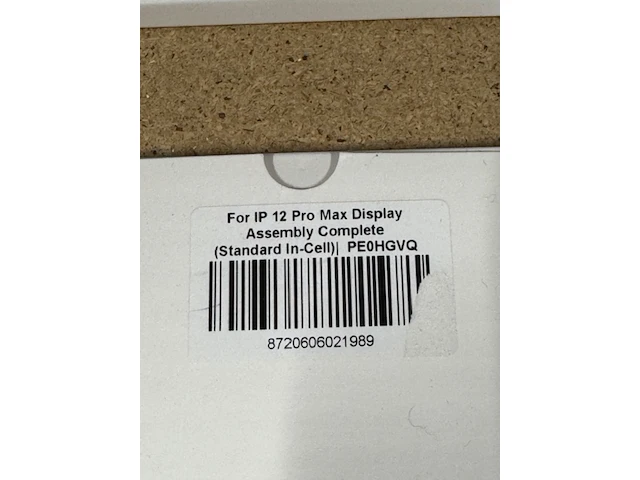 For IP 12 Pro Max Display
Assembly Complete
(Standard In-Cell)| PE0HGVQ
8720606021989